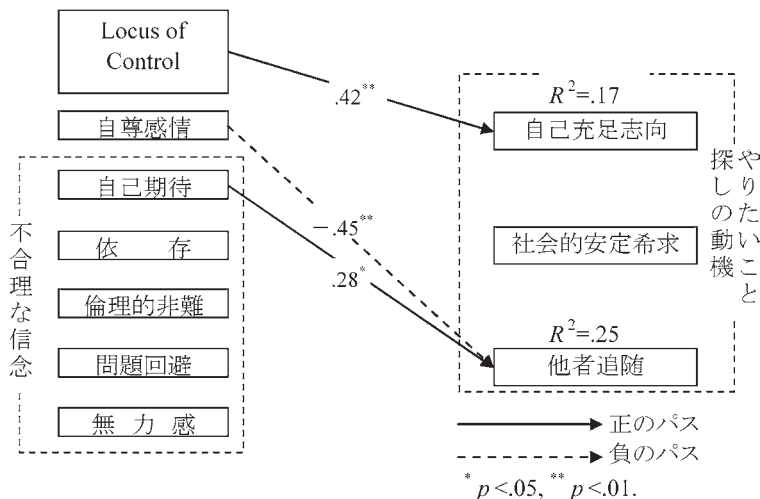 Locus of
Control
自尊感情
自己期待
依 存
倫理的非難
問題回避
無 力 感
不合理な信念
.42**
−.45**
.28*
R²=.17
自己充足志向
社会的安定希求
R²=.25
他者追随
やりたいこと
探しの動機
正のパス
負のパス
* p<.05, ** p<.01.